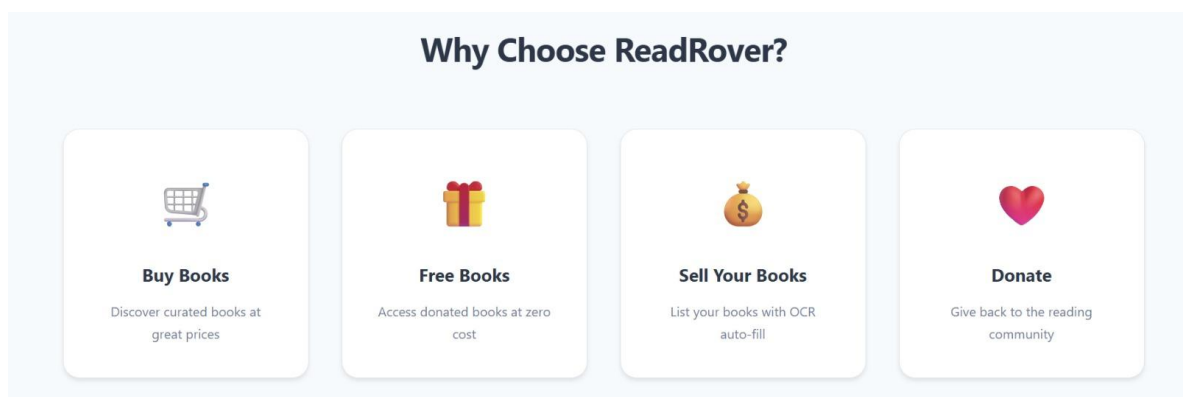 Why Choose ReadRover?
Buy Books
Discover curated books at
great prices
Free Books
Access donated books at zero
cost
Sell Your Books
List your books with OCR
auto-fill
Donate
Give back to the reading
community